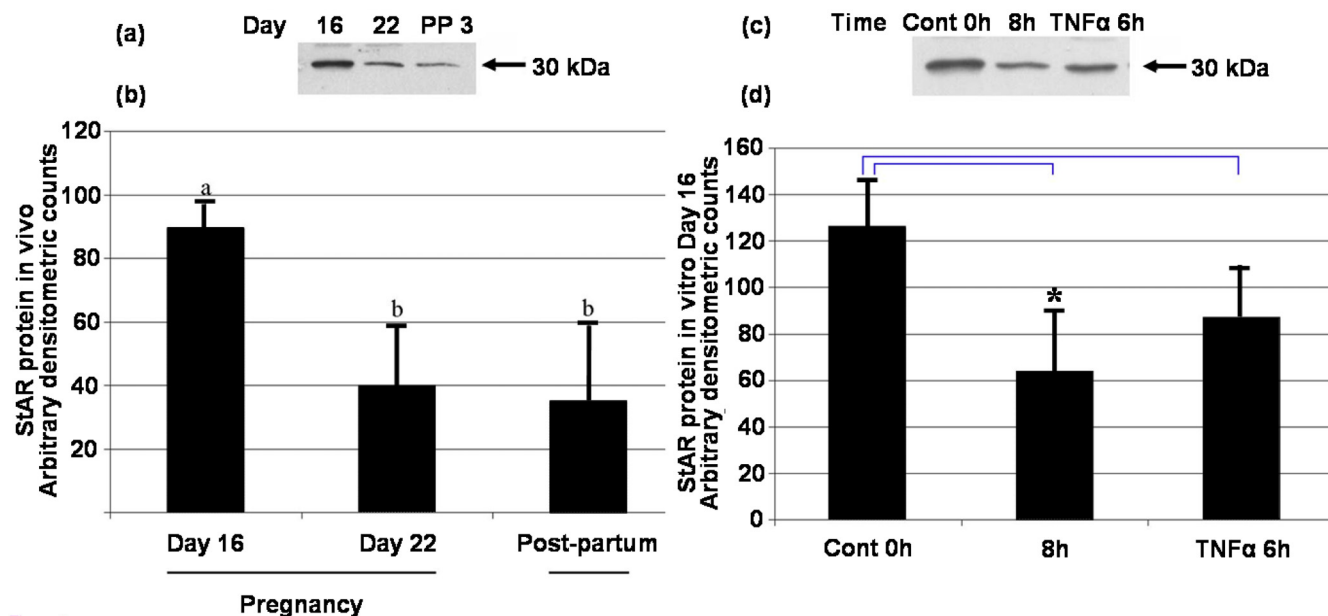 (a)
Day 16 22 PP 3
30 kDa
(b)
120
100
80
60
40
20
StAR protein in vivo
Arbitrary densitometric counts
a
b
b
Day 16
Day 22
Post-partum
Pregnancy
(c)
Time Cont 0h 8h TNFα 6h
30 kDa
(d)
160
140
120
100
80
60
40
20
0
StAR protein in vitro Day 16
Arbitrary densitometric counts
*
Cont 0h
8h
TNFα 6h